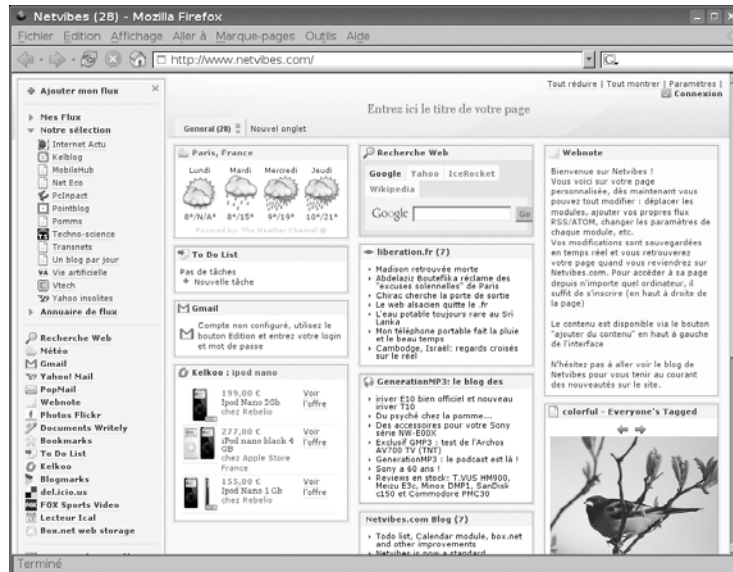 Netvibes (28) - Mozilla Firefox
Fichier Edition Affichage Aller à Marque-pages Outils Aide
http://www.netvibes.com/
G
Ajouter mon flux
Mes Flux
Notre sélection
Internet Actu
Kelblog
MobileHub
Net Eco
PcInpact
Pointblog
Pomms
Techno-science
Transnets
Un blog par jour
Vie artificielle
Vtech
Yahoo insolites
Annuaire de flux
Recherche Web
Météo
Gmail
Yahoo! Mail
PopMail
Webnote
Photos Flickr
Documents Writely
Bookmarks
To Do List
Kelkoo
Blogmarks
del.icio.us
FOX Sports Video
Lecteur Ical
Box.net web storage
Tout réduire | Tout montrer | Paramètres |
Connexion
Entrez ici le titre de votre page
General (28) Nouvel onglet
Paris, France
Lundi Mardi Mercredi Jeudi
0°/N/A° 8°/15° 9°/19° 10°/21°
Powered by: The Weather Channel ®
To Do List
Pas de tâches
Nouvelle tâche
Gmail
Compte non configuré, utilisez le
bouton Edition et entrez votre login
et mot de passe
Kelkoo : ipod nano
199,00 € Voir
Ipod Nano 2Gb l'offre
chez Rebelio
277,00 € Voir
iPod nano black 4 l'offre
GB
chez Apple Store
France
155,00 € Voir
Ipod Nano 1 Gb l'offre
chez Rebelio
Recherche Web
Google Yahoo IceRocket
Wikipedia
Google Go
liberation.fr (7)
Madison retrouvée morte
Abdelaziz Bouteflika réclame des
"excuses solennelles" de Paris
Chirac cherche la porte de sortie
Le web alsacien quitte le .fr
L'eau potable toujours rare au Sri
Lanka
Mon téléphone portable fait la pluie
et le beau temps
Cambodge, Israël: regards croisés
sur le réel
GenerationMP3: le blog des
iriver E10 bien officiel et nouveau
iriver T10
Du psyché chez la pomme...
Des accessoires pour votre Sony
série NW-E00X
Exclusif GMP3 : test de l'Archos
AV700 TV (TNT)
GenerationMP3 : le podcast est là !
Sony a 60 ans !
Reviews en stock: T.VUS HM900,
Meizu E3c, Minox DMP1, SanDisk
c150 et Commodore PMC30
Netvibes.com Blog (7)
Todo list, Calendar module, box.net
and other improvements
Netvibes is now a standard
Webnote
Bienvenue sur Netvibes !
Vous voici sur votre page
personnalisée, dès maintenant vous
pouvez tout modifier : déplacer les
modules, ajouter vos propres flux
RSS/ATOM, changer les paramètres de
chaque module, etc.
Vos modifications sont sauvegardées
en temps réel et vous retrouverez
votre page quand vous reviendrez sur
Netvibes.com. Pour accéder à sa page
depuis n'importe quel ordinateur, il
suffit de s'inscrire (en haut à droite de
la page)
Le contenu est disponible via le bouton
"ajouter du contenu" en haut à gauche
de l'interface
N'hésitez pas à aller voir le blog de
Netvibes pour vous tenir au courant
des nouveautés sur le site.
colorful - Everyone's Tagged
Terminé